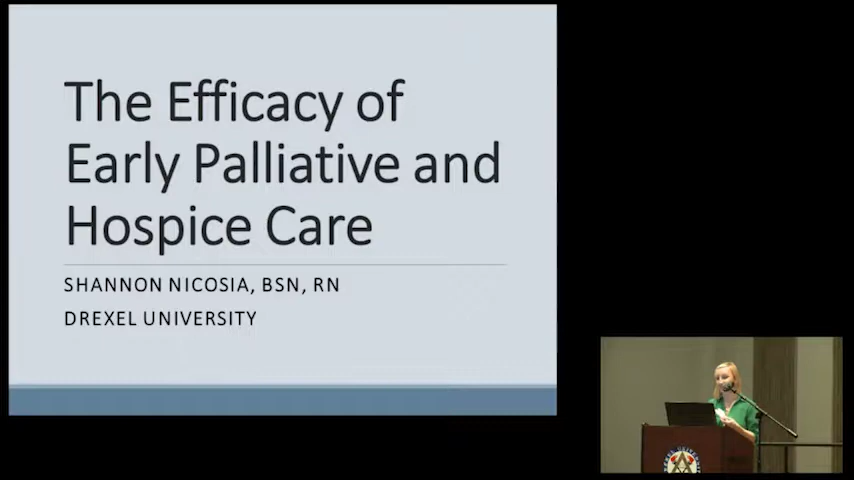 The Efficacy of
Early Palliative and
Hospice Care
SHANNON NICOSIA, BSN, RN
DREXEL UNIVERSITY